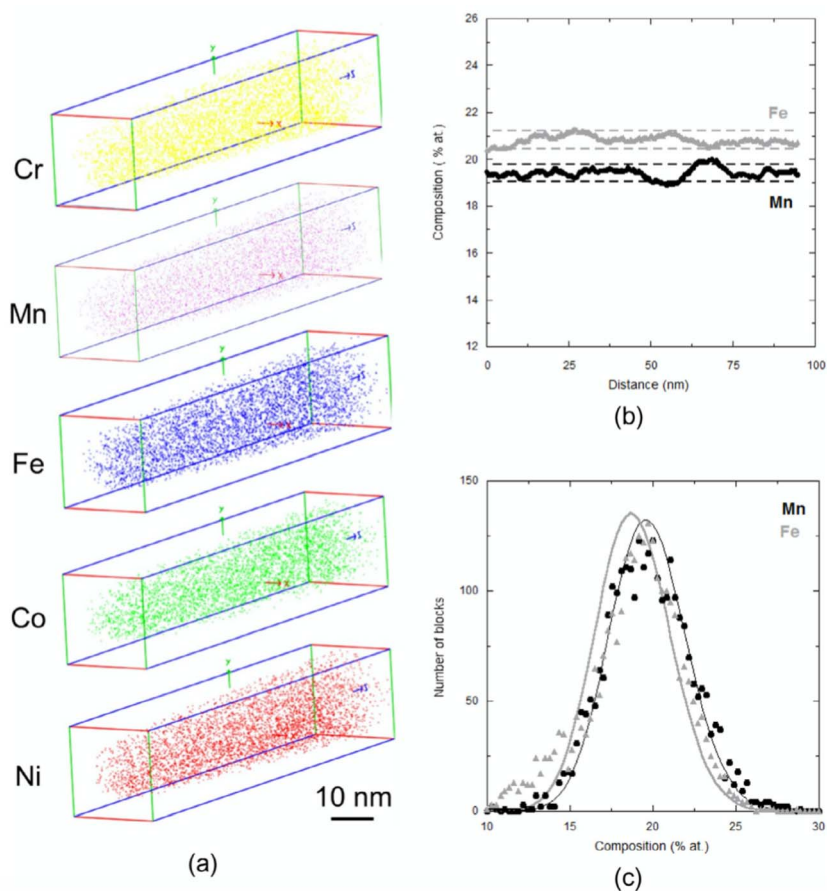 Cr
y
x
Mn
y
x
Fe
y
x
Co
y
x
Ni
y
x
10 nm
(a)
26
24
22
21
20
19
18
16
14
12
Composition ( % at.)
Fe
Mn
0
25
50
75
100
Distance (nm)
(b)
150
100
50
0
Number of blocks
Mn
Fe
10
15
20
25
30
Composition (% at.)
(c)